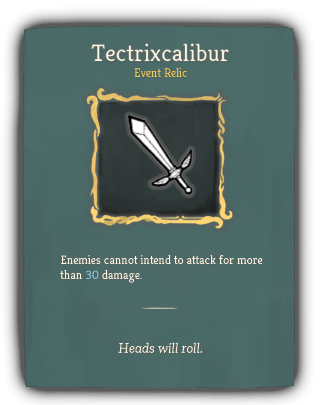 Tectrixcalibur
Event Relic
Enemies cannot intend to attack for more
than 30 damage.
Heads will roll.